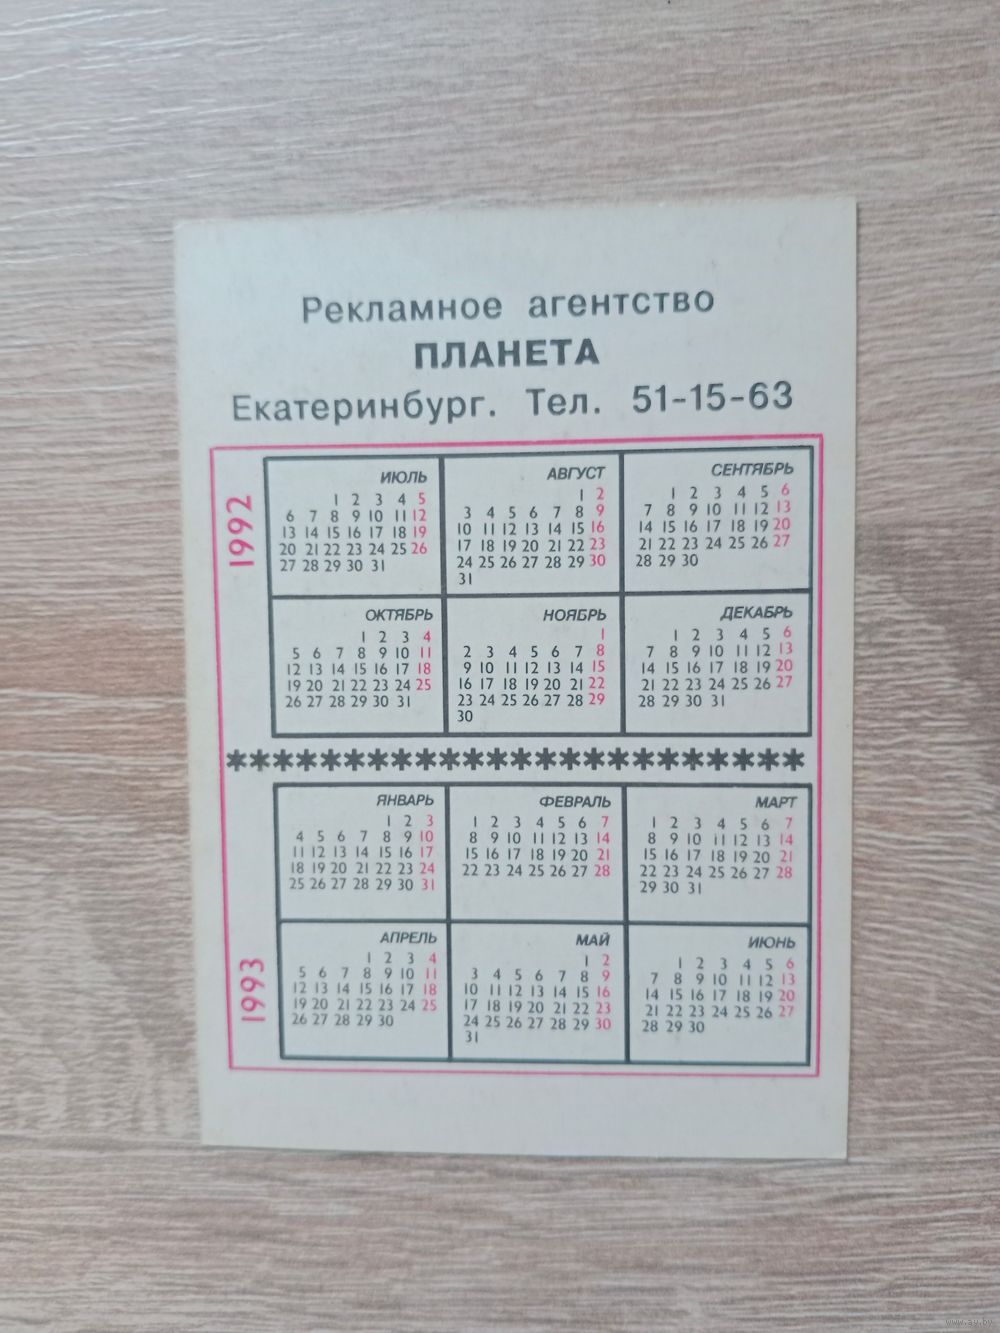 Рекламное агентство
ПЛАНЕТА
Екатеринбург. Тел. 51-15-63
1992
ИЮЛЬ
1 2 3 4 5
6 7 8 9 10 11 12
13 14 15 16 17 18 19
20 21 22 23 24 25 26
27 28 29 30 31
АВГУСТ
1 2
3 4 5 6 7 8 9
10 11 12 13 14 15 16
17 18 19 20 21 22 23
24 25 26 27 28 29 30
31
СЕНТЯБРЬ
1 2 3 4 5 6
7 8 9 10 11 12 13
14 15 16 17 18 19 20
21 22 23 24 25 26 27
28 29 30
ОКТЯБРЬ
1 2 3 4
5 6 7 8 9 10 11
12 13 14 15 16 17 18
19 20 21 22 23 24 25
26 27 28 29 30 31
НОЯБРЬ
1
2 3 4 5 6 7 8
9 10 11 12 13 14 15
16 17 18 19 20 21 22
23 24 25 26 27 28 29
30
ДЕКАБРЬ
1 2 3 4 5 6
7 8 9 10 11 12 13
14 15 16 17 18 19 20
21 22 23 24 25 26 27
28 29 30 31
************************
1993
ЯНВАРЬ
1 2 3
4 5 6 7 8 9 10
11 12 13 14 15 16 17
18 19 20 21 22 23 24
25 26 27 28 29 30 31
ФЕВРАЛЬ
1 2 3 4 5 6 7
8 9 10 11 12 13 14
15 16 17 18 19 20 21
22 23 24 25 26 27 28
МАРТ
1 2 3 4 5 6 7
8 9 10 11 12 13 14
15 16 17 18 19 20 21
22 23 24 25 26 27 28
29 30 31
АПРЕЛЬ
1 2 3 4
5 6 7 8 9 10 11
12 13 14 15 16 17 18
19 20 21 22 23 24 25
26 27 28 29 30
МАЙ
1 2
3 4 5 6 7 8 9
10 11 12 13 14 15 16
17 18 19 20 21 22 23
24 25 26 27 28 29 30
31
ИЮНЬ
1 2 3 4 5 6
7 8 9 10 11 12 13
14 15 16 17 18 19 20
21 22 23 24 25 26 27
28 29 30